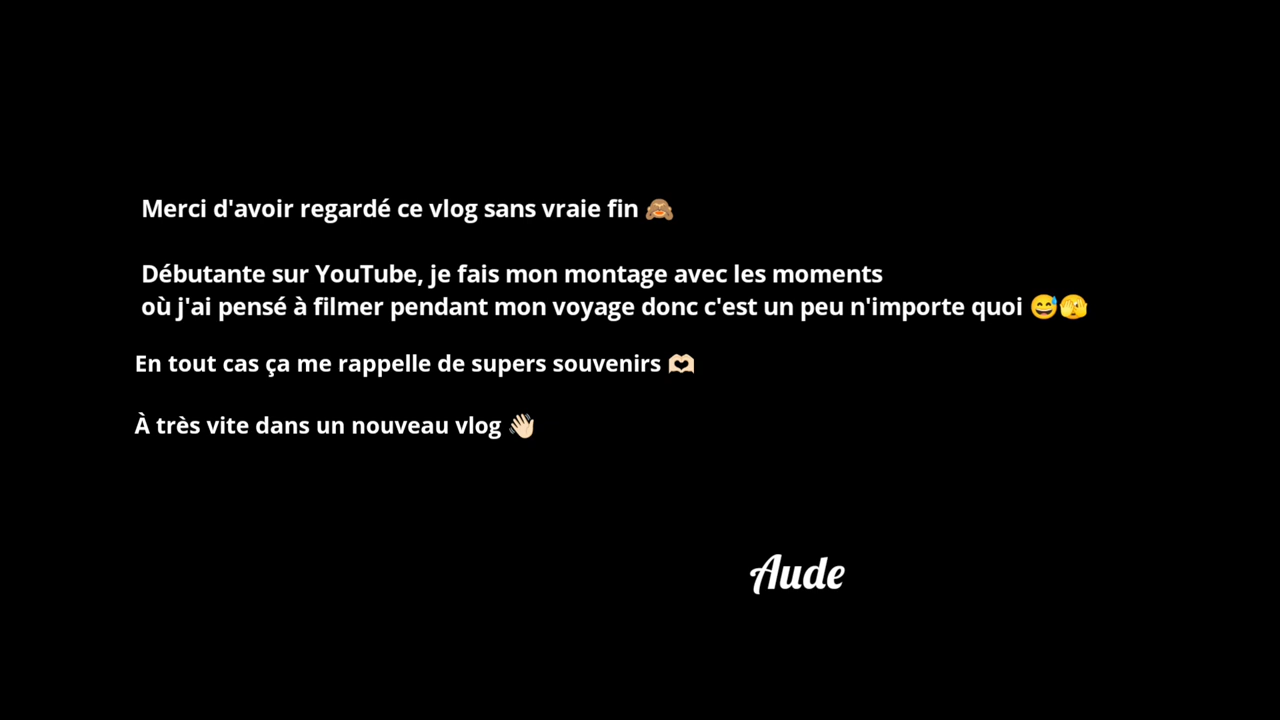 Merci d'avoir regardé ce vlog sans vraie fin 🙈
Débutante sur YouTube, je fais mon montage avec les moments
où j'ai pensé à filmer pendant mon voyage donc c'est un peu n'importe quoi 😅🫣
En tout cas ça me rappelle de supers souvenirs 🫶🏻
À très vite dans un nouveau vlog 👋🏻
Aude